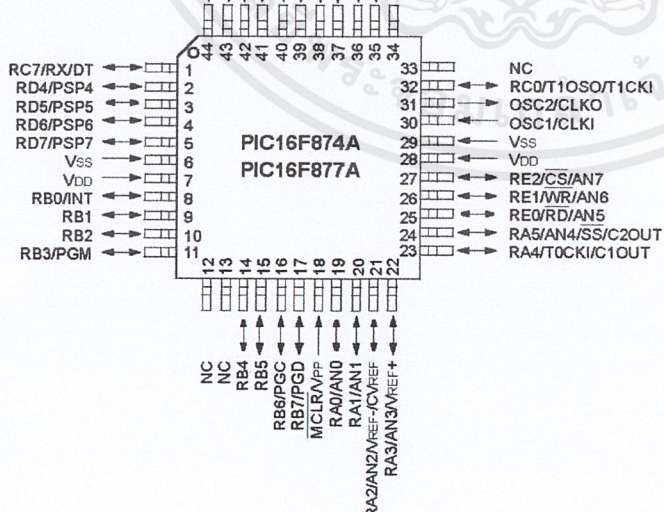 44 43 42 41 40 39 38 37 36 35 34
RC7/RX/DT 1
RD4/PSP4 2
RD5/PSP5 3
RD6/PSP6 4
RD7/PSP7 5
VSS 6
VDD 7
RB0/INT 8
RB1 9
RB2 10
RB3/PGM 11
PIC16F874A
PIC16F877A
33 NC
32 RC0/T1OSO/T1CKI
31 OSC2/CLKO
30 OSC1/CLKI
29 VSS
28 VDD
27 RE2/CS/AN7
26 RE1/WR/AN6
25 RE0/RD/AN5
24 RA5/AN4/SS/C2OUT
23 RA4/T0CKI/C1OUT
12 13 14 15 16 17 18 19 20 21 22
NC
NC
RB4
RB5
RB6/PGC
RB7/PGD
MCLR/VPP
RA0/AN0
RA1/AN1
RA2/AN2/VREF-/CVREF
RA3/AN3/VREF+